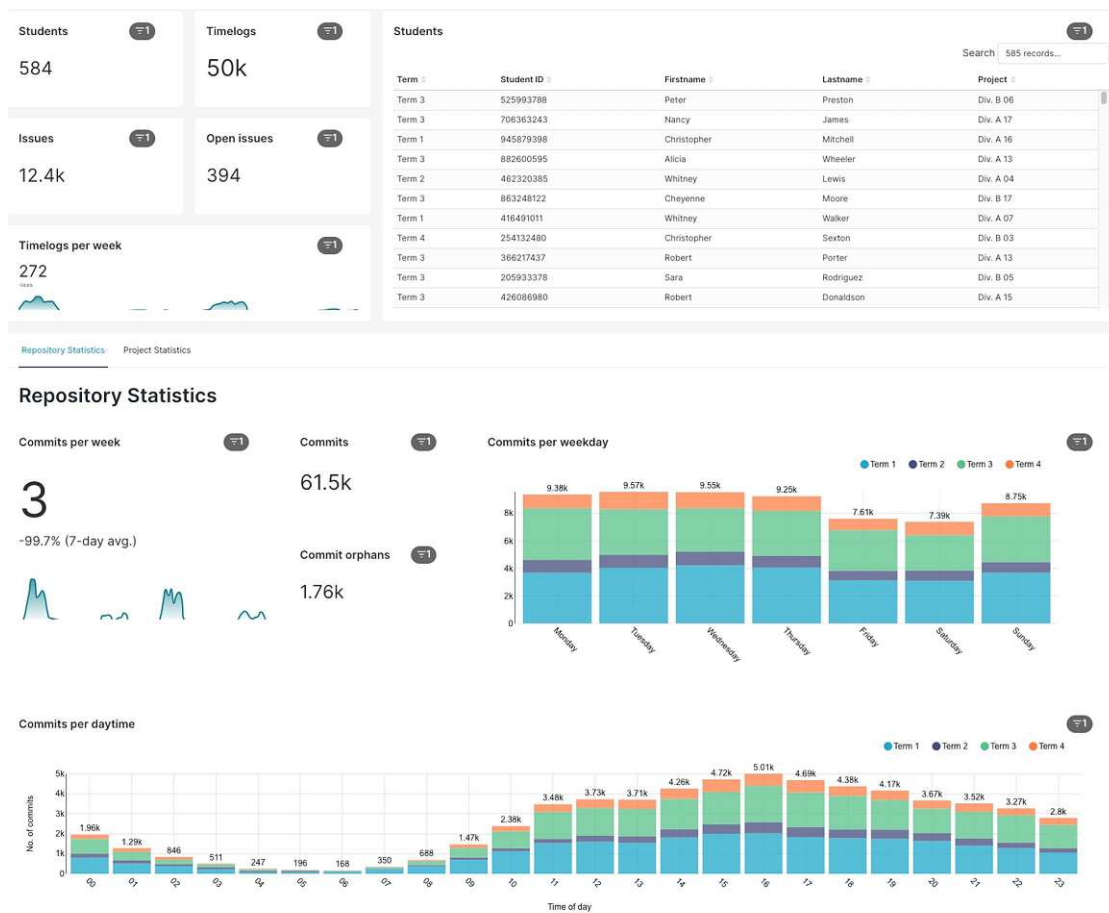 Students 1
584
Timelogs 1
50k
Issues 1
12.4k
Open issues 1
394
Timelogs per week 1
272
Students 1
Search 585 records...
Term Student ID Firstname Lastname Project
Term 3 525993788 Peter Preston Div. B 06
Term 3 706363243 Nancy James Div. A 17
Term 1 945879398 Christopher Mitchell Div. A 16
Term 3 882600595 Alicia Wheeler Div. A 13
Term 2 462320385 Whitney Lewis Div. A 04
Term 3 863248122 Cheyenne Moore Div. B 17
Term 1 416491011 Whitney Walker Div. A 07
Term 4 254132480 Christopher Sexton Div. B 03
Term 3 366217437 Robert Porter Div. A 13
Term 3 205933378 Sara Rodriguez Div. B 05
Term 3 426086980 Robert Donaldson Div. A 15
Repository Statistics Project Statistics
Repository Statistics
Commits per week 1
3
-99.7% (7-day avg.)
Commits 1
61.5k
Commit orphans 1
1.76k
Commits per weekday 1
Term 1 Term 2 Term 3 Term 4
9.38k 9.57k 9.55k 9.25k 7.61k 7.39k 8.75k
8k
6k
4k
2k
0
Monday Tuesday Wednesday Thursday Friday Saturday Sunday
Commits per daytime 1
Term 1 Term 2 Term 3 Term 4
No. of commits
5k
4k
3k
2k
1k
0
1.96k 1.29k 846 511 247 196 168 350 688 1.47k 2.38k 3.48k 3.73k 3.71k 4.26k 4.72k 5.01k 4.69k 4.38k 4.17k 3.67k 3.52k 3.27k 2.8k
00 01 02 03 04 05 06 07 08 09 10 11 12 13 14 15 16 17 18 19 20 21 22 23
Time of day